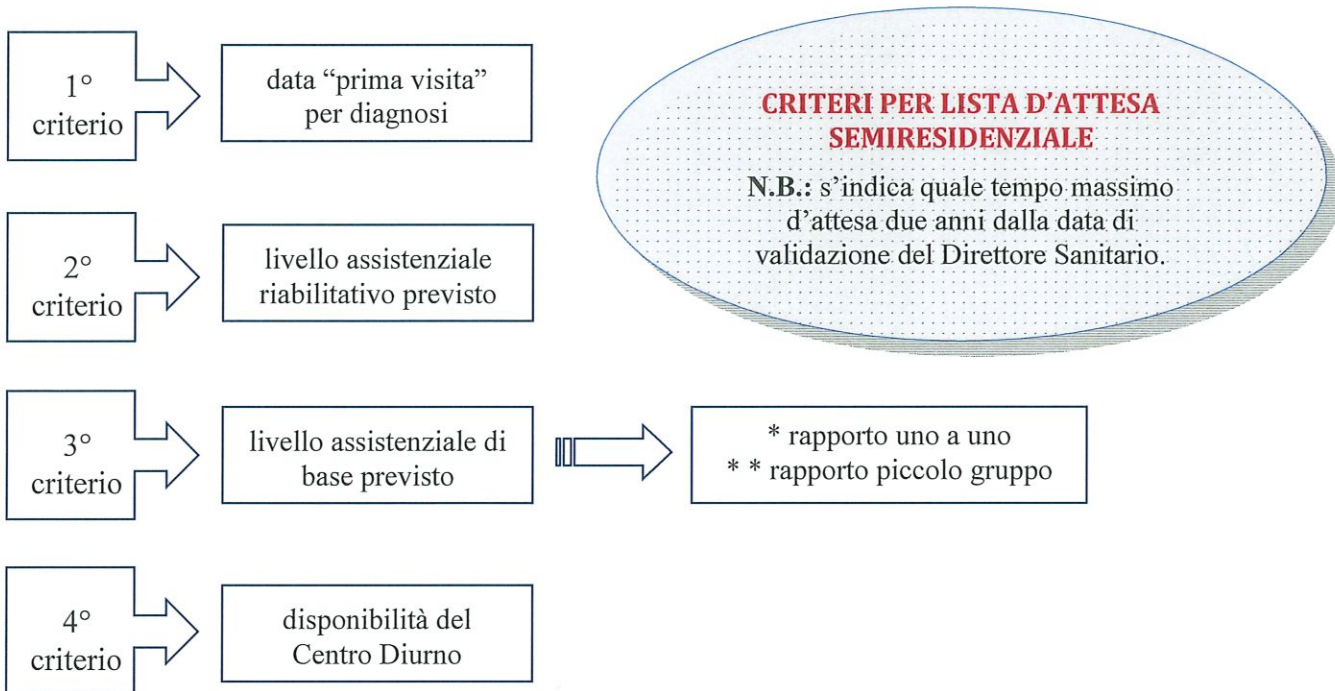 1°
criterio
data “prima visita”
per diagnosi
CRITERI PER LISTA D’ATTESA
SEMIRESIDENZIALE
N.B.: s’indica quale tempo massimo
d’attesa due anni dalla data di
validazione del Direttore Sanitario.
2°
criterio
livello assistenziale
riabilitativo previsto
3°
criterio
livello assistenziale di
base previsto
* rapporto uno a uno
* * rapporto piccolo gruppo
4°
criterio
disponibilità del
Centro Diurno